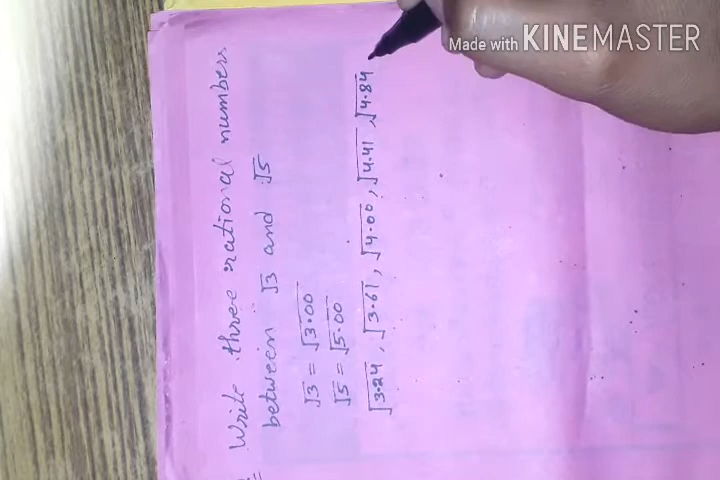 Write three rational numbers
between √3 and √5
√3 = √3.00
√5 = √5.00
√3.24, √3.61, √4.00, √4.41, √4.84
Made with KINEMASTER